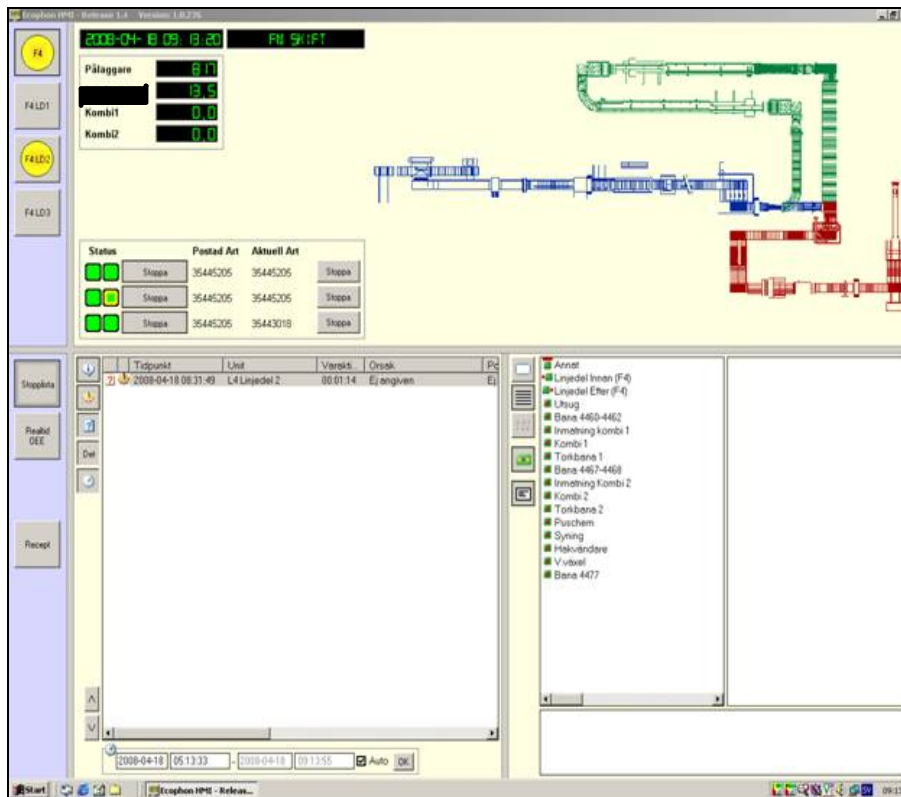 Ecophon HMI - Release 1.4 Version: 1.0.236
F4
2008-04-18 09:13:20 FM SKIFT
Pålaggare 817
13,5
F4 LD1
Kombi1 0,0
Kombi2 0,0
F4 LD2
F4 LD3
Status Postad Art Aktuell Art
Stoppa 35445205 35445205 Stoppa
Stoppa 35445205 35445205 Stoppa
Stoppa 35445205 35443018 Stoppa
Stopplista
Realtid OEE
Recept
Del
Tidpunkt Unit Varakti... Orsak
2008-04-18 08:31:49 L4 Linjedel 2 00:01:14 Ej angiven Ej
Annat
Linjedel Innan (F4)
Linjedel Efter (F4)
Utsug
Bana 4460-4462
Inmatning kombi 1
Kombi 1
Torkbana 1
Bana 4467-4468
Inmatning Kombi 2
Kombi 2
Torkbana 2
Puschem
Syning
Hakvändare
V.växel
Bana 4477
2008-04-18 05:13:33 - 2008-04-18 09:13:55 Auto OK
Start Ecophon HMI - Releas... SV 09:13